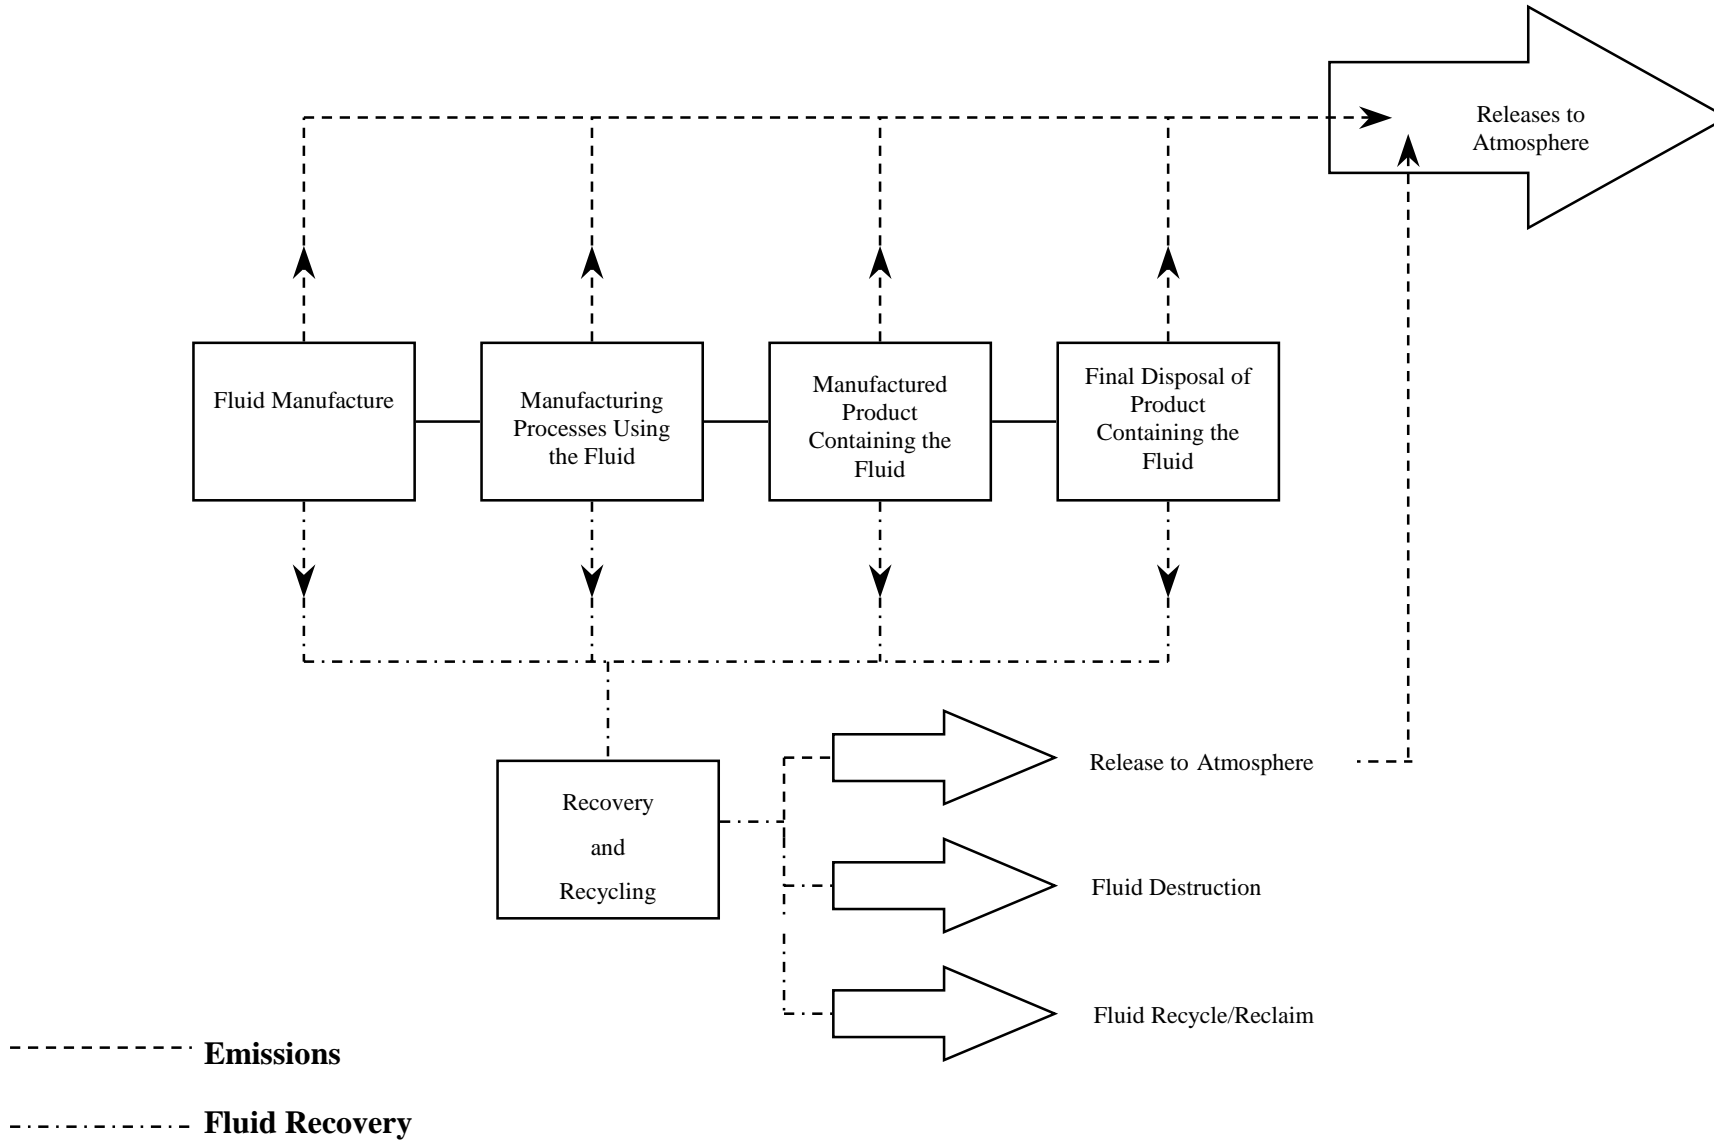 Releases to
Atmosphere
Fluid Manufacture
Manufacturing
Processes Using
the Fluid
Manufactured
Product
Containing the
Fluid
Final Disposal of
Product
Containing the
Fluid
Recovery
and
Recycling
Release to Atmosphere
Fluid Destruction
Fluid Recycle/Reclaim
Emissions
Fluid Recovery